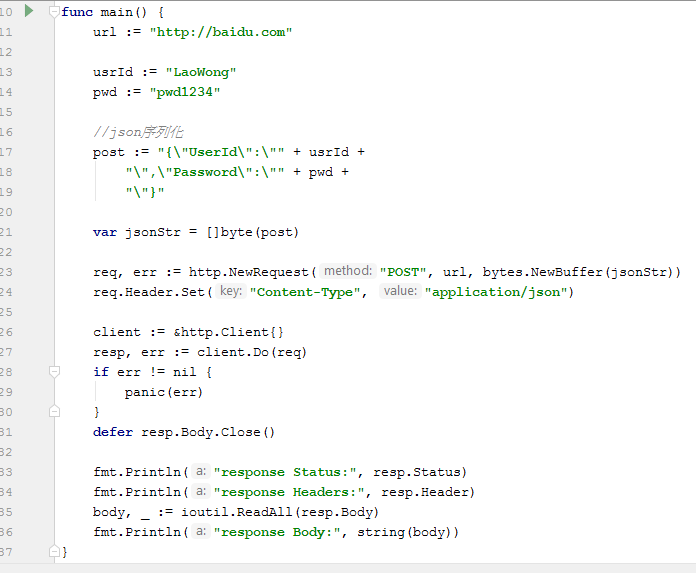 10 func main() {
11 url := "http://baidu.com"
12
13 usrId := "LaoWong"
14 pwd := "pwd1234"
15
16 //json序列化
17 post := "{\"UserId\":\"" + usrId +
18 "\",\"Password\":\"" + pwd +
19 "\"}"
20
21 var jsonStr = []byte(post)
22
23 req, err := http.NewRequest( method: "POST", url, bytes.NewBuffer(jsonStr))
24 req.Header.Set( key: "Content-Type", value: "application/json")
25
26 client := &http.Client{}
27 resp, err := client.Do(req)
28 if err != nil {
29 panic(err)
30 }
31 defer resp.Body.Close()
32
33 fmt.Println( a: "response Status:", resp.Status)
34 fmt.Println( a: "response Headers:", resp.Header)
35 body, _ := ioutil.ReadAll(resp.Body)
36 fmt.Println( a: "response Body:", string(body))
37 }